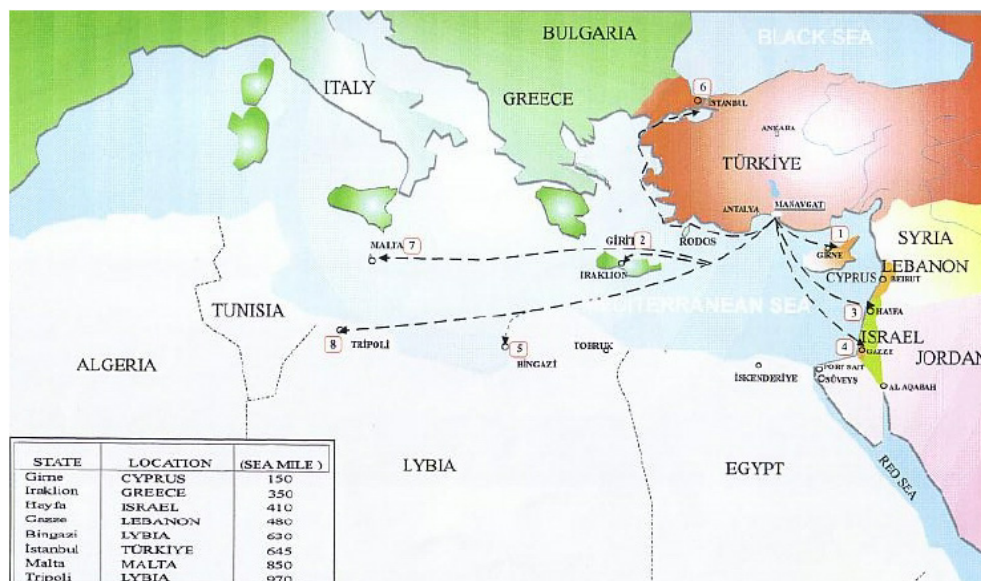 BULGARIA
BLACK SEA
ITALY
GREECE
6
İSTANBUL
ANKARA
TÜRKİYE
ANTALYA
MANAVGAT
MALTA
7
GİRİT
2
RODOS
1
GİRNE
SYRIA
IRAKLION
CYPRUS
LEBANON
BEIRUT
MEDITERRANEAN SEA
TUNISIA
3
HAYFA
8
TRİPOLİ
5
BİNGAZİ
TOBRUK
4
ISRAEL
GAZZE
JORDAN
ALGERIA
İSKENDERİYE
PORT SAİT
SÜVEYŞ
AL AQABAH
LYBIA
EGYPT
RED SEA
STATE LOCATION (SEA MILE )
Girne CYPRUS 150
Iraklion GREECE 350
Hayfa ISRAEL 410
Gazze LEBANON 480
Bingazi LYBIA 630
İstanbul TÜRKİYE 645
Malta MALTA 850
Tripoli LYBIA 970